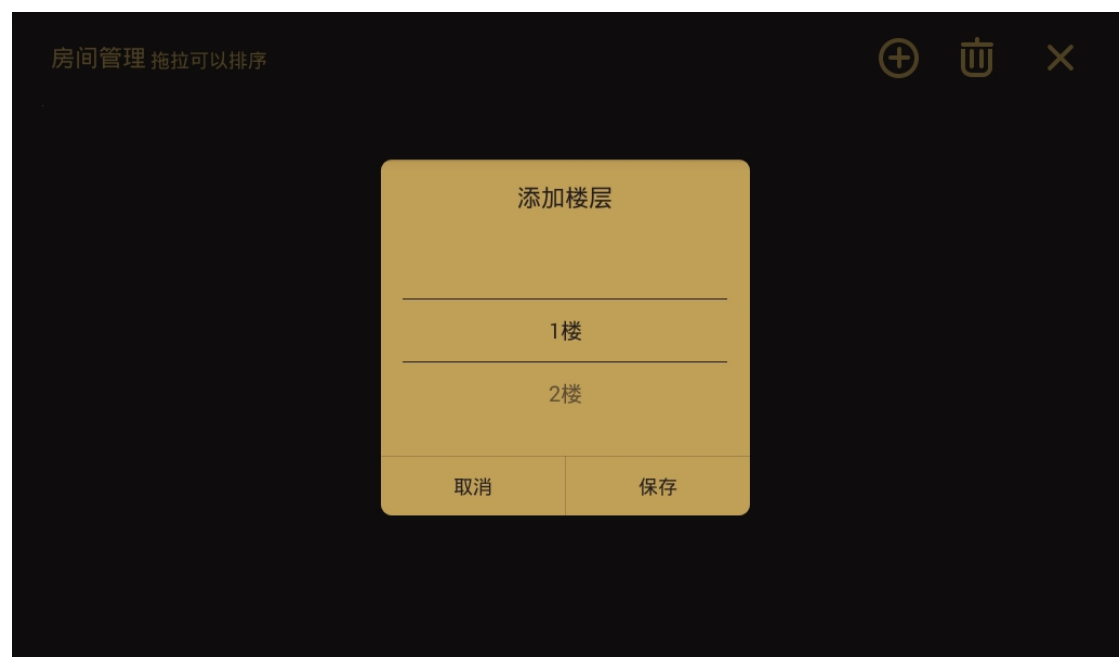 房间管理 拖拉可以排序
添加楼层
1楼
2楼
取消 保存